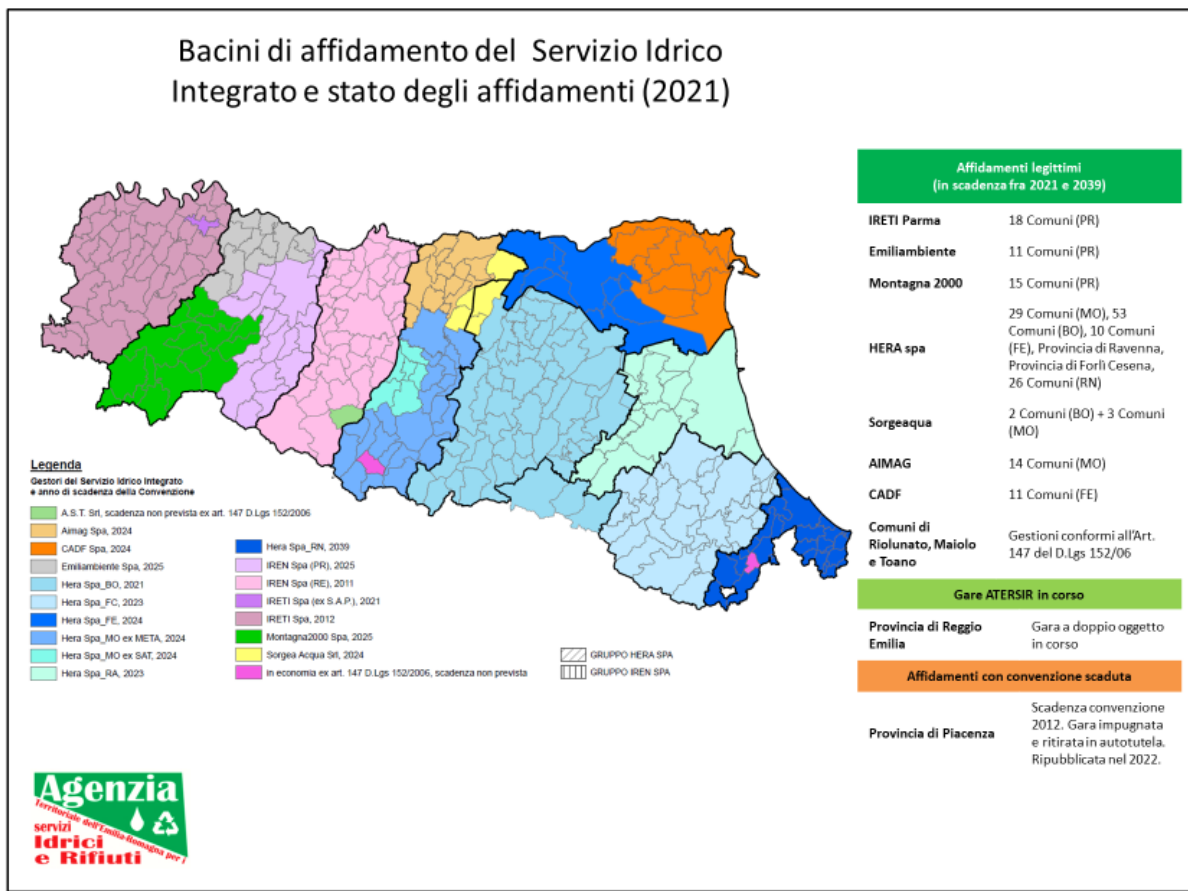 Bacini di affidamento del Servizio Idrico
Integrato e stato degli affidamenti (2021)
Affidamenti legittimi
(in scadenza fra 2021 e 2039)
IRETI Parma 18 Comuni (PR)
Emiliambiente 11 Comuni (PR)
Montagna 2000 15 Comuni (PR)
HERA spa 29 Comuni (MO), 53
Comuni (BO), 10 Comuni
(FE), Provincia di Ravenna,
Provincia di Forlì Cesena,
26 Comuni (RN)
Sorgeaqua 2 Comuni (BO) + 3 Comuni
(MO)
AIMAG 14 Comuni (MO)
CADF 11 Comuni (FE)
Comuni di
Riolunato, Maiolo
e Toano
Gestioni conformi all'Art.
147 del D.Lgs 152/06
Gare ATERSIR in corso
Provincia di Reggio
Emilia
Gara a doppio oggetto
in corso
Affidamenti con convenzione scaduta
Provincia di Piacenza
Scadenza convenzione
2012. Gara impugnata
e ritirata in autotutela.
Ripubblicata nel 2022.
Legenda
Gestori del Servizio Idrico Integrato
e anno di scadenza della Convenzione
A.S.T. Srl, scadenza non prevista ex art. 147 D.Lgs 152/2006
Aimag Spa, 2024
CADF Spa, 2024
Emiliambiente Spa, 2025
Hera Spa_BO, 2021
Hera Spa_FC, 2023
Hera Spa_FE, 2024
Hera Spa_MO ex META, 2024
Hera Spa_MO ex SAT, 2024
Hera Spa_RA, 2023
Hera Spa_RN, 2039
IREN Spa (PR), 2025
IREN Spa (RE), 2011
IRETI Spa (ex S.A.P.), 2021
IRETI Spa, 2012
Montagna2000 Spa, 2025
Sorgea Acqua Srl, 2024
in economia ex art. 147 D.Lgs 152/2006, scadenza non prevista
GRUPPO HERA SPA
GRUPPO IREN SPA
Agenzia
Territoriale dell'Emilia-Romagna per i
servizi
Idrici
e Rifiuti